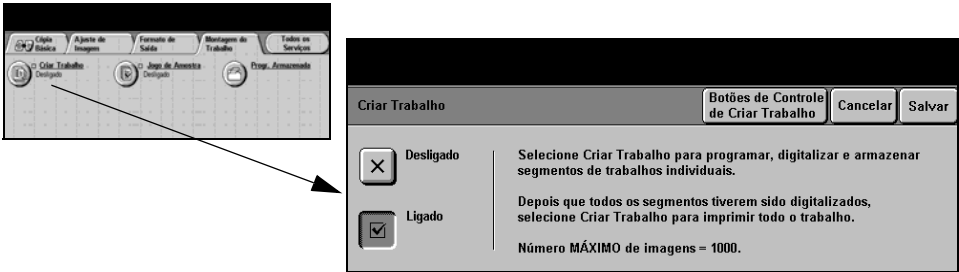 Cópia Básica
Ajuste de Imagem
Formato de Saída
Montagem do Trabalho
Todos os Serviços
Criar Trabalho
Desligado
Jogo de Amostra
Desligado
Progr. Armazenada
Criar Trabalho
Botões de Controle de Criar Trabalho
Cancelar
Salvar
Desligado
Ligado
Selecione Criar Trabalho para programar, digitalizar e armazenar
segmentos de trabalhos individuais.
Depois que todos os segmentos tiverem sido digitalizados,
selecione Criar Trabalho para imprimir todo o trabalho.
Número MÁXIMO de imagens = 1000.